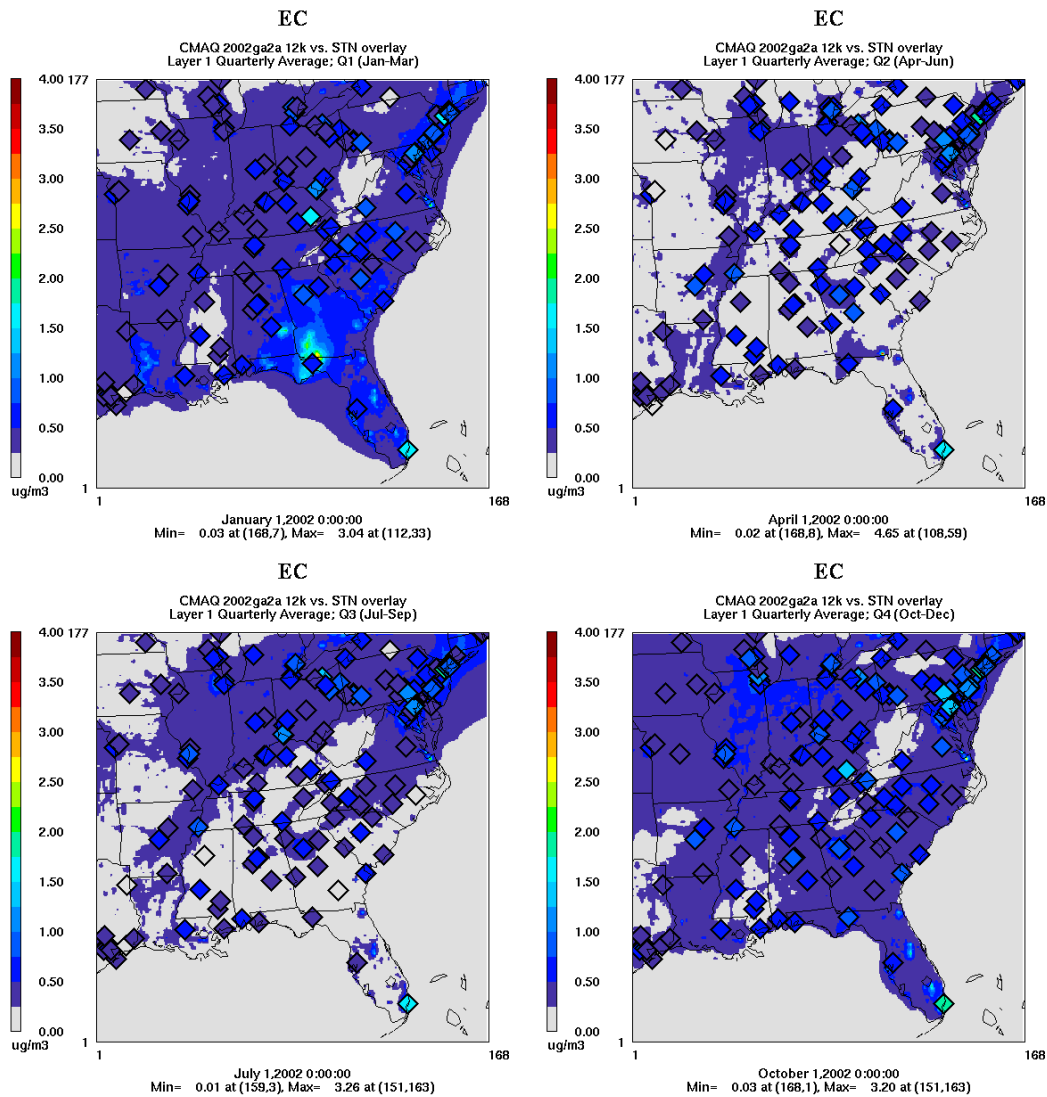 EC
CMAQ 2002ga2a 12k vs. STN overlay
Layer 1 Quarterly Average; Q1 (Jan-Mar)
4.00 177
3.50
3.00
2.50
2.00
1.50
1.00
0.50
0.00
ug/m3
1
1 168
January 1,2002 0:00:00
Min= 0.03 at (168,7), Max= 3.04 at (112,33)
EC
CMAQ 2002ga2a 12k vs. STN overlay
Layer 1 Quarterly Average; Q2 (Apr-Jun)
4.00 177
3.50
3.00
2.50
2.00
1.50
1.00
0.50
0.00
ug/m3
1
1 168
April 1,2002 0:00:00
Min= 0.02 at (168,8), Max= 4.65 at (108,59)
EC
CMAQ 2002ga2a 12k vs. STN overlay
Layer 1 Quarterly Average; Q3 (Jul-Sep)
4.00 177
3.50
3.00
2.50
2.00
1.50
1.00
0.50
0.00
ug/m3
1
1 168
July 1,2002 0:00:00
Min= 0.01 at (159,3), Max= 3.26 at (151,163)
EC
CMAQ 2002ga2a 12k vs. STN overlay
Layer 1 Quarterly Average; Q4 (Oct-Dec)
4.00 177
3.50
3.00
2.50
2.00
1.50
1.00
0.50
0.00
ug/m3
1
1 168
October 1,2002 0:00:00
Min= 0.03 at (168,1), Max= 3.20 at (151,163)